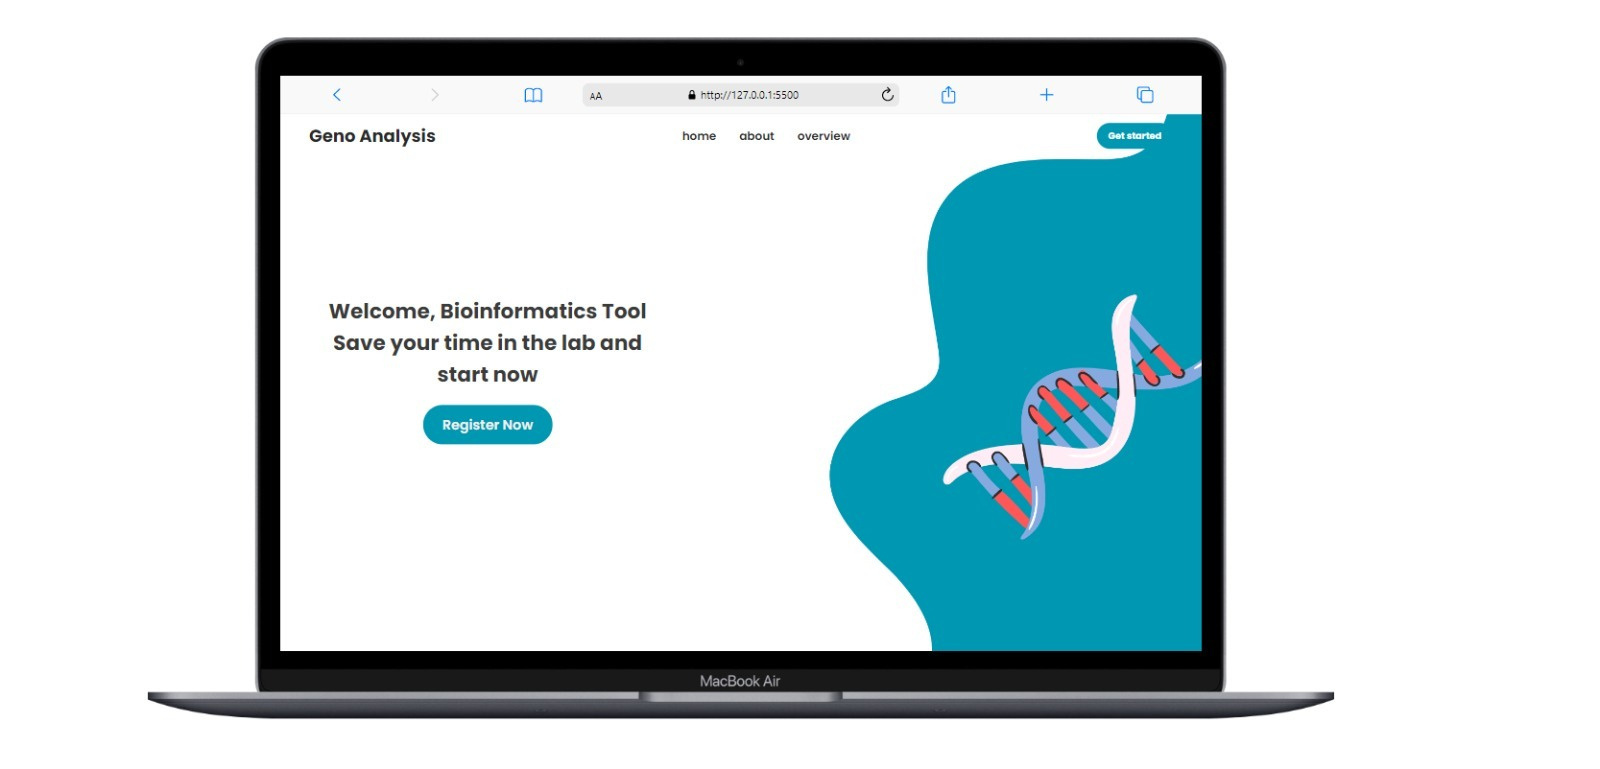 AA http://127.0.0.1:5500
Geno Analysis home about overview Get started
Welcome, Bioinformatics Tool
Save your time in the lab and
start now
Register Now
MacBook Air